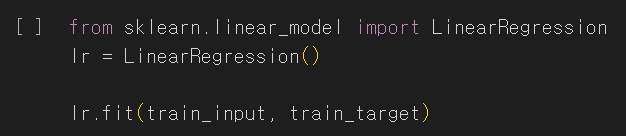 [ ] from sklearn.linear_model import LinearRegression
lr = LinearRegression()
lr.fit(train_input, train_target)